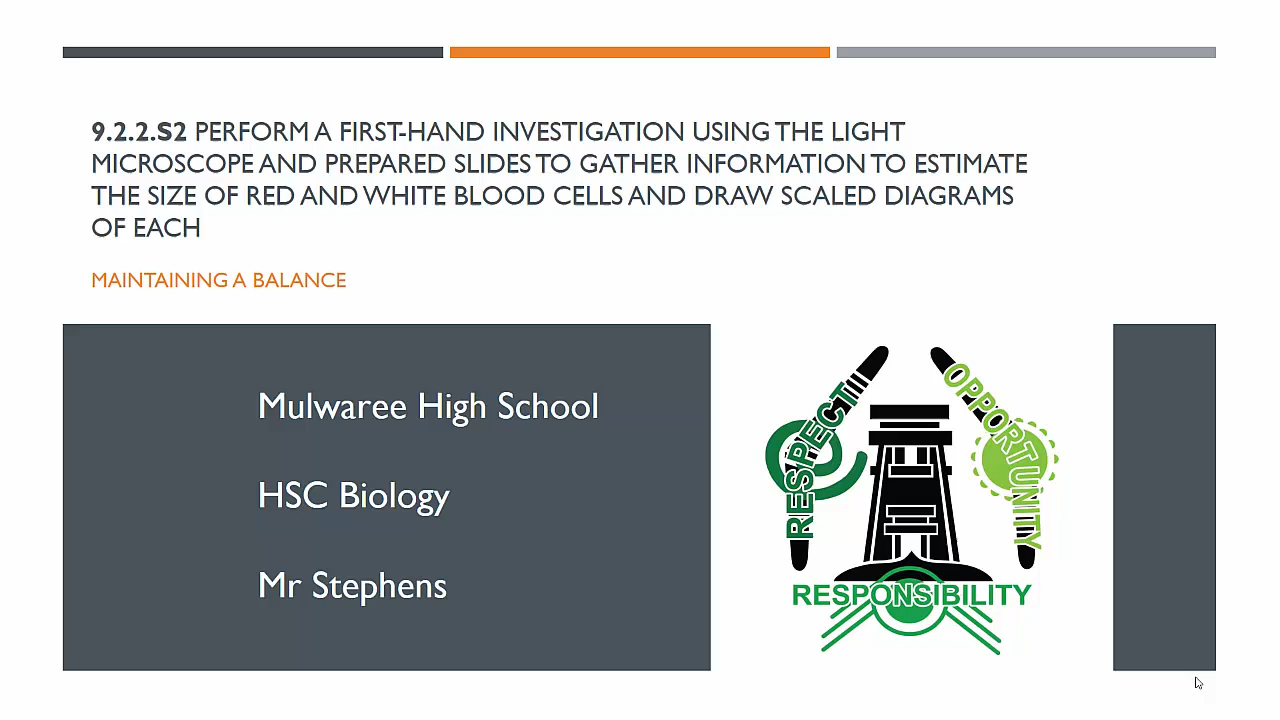 9.2.2.S2 PERFORM A FIRST-HAND INVESTIGATION USING THE LIGHT
MICROSCOPE AND PREPARED SLIDES TO GATHER INFORMATION TO ESTIMATE
THE SIZE OF RED AND WHITE BLOOD CELLS AND DRAW SCALED DIAGRAMS
OF EACH
MAINTAINING A BALANCE
Mulwaree High School
HSC Biology
Mr Stephens
RESPECT
OPPORTUNITY
RESPONSIBILITY